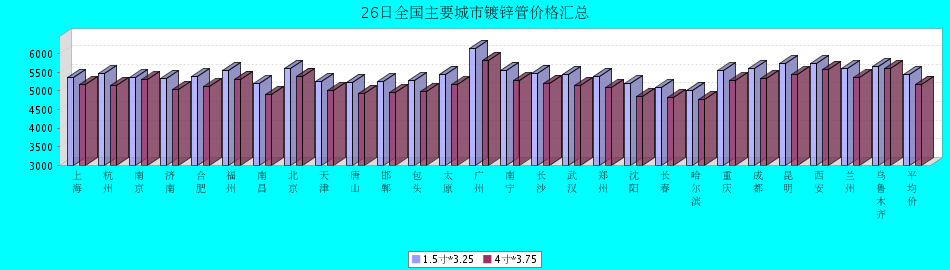 26日全国主要城市镀锌管价格汇总
6000
5500
5000
4500
4000
3500
3000
上海 杭州 南京 济南 合肥 福州 南昌 北京 天津 唐山 邯郸 包头 太原 广州 南宁 长沙 武汉 郑州 沈阳 长春 哈尔滨 重庆 成都 昆明 西安 兰州 乌鲁木齐 平均价
1.5寸*3.25 4寸*3.75